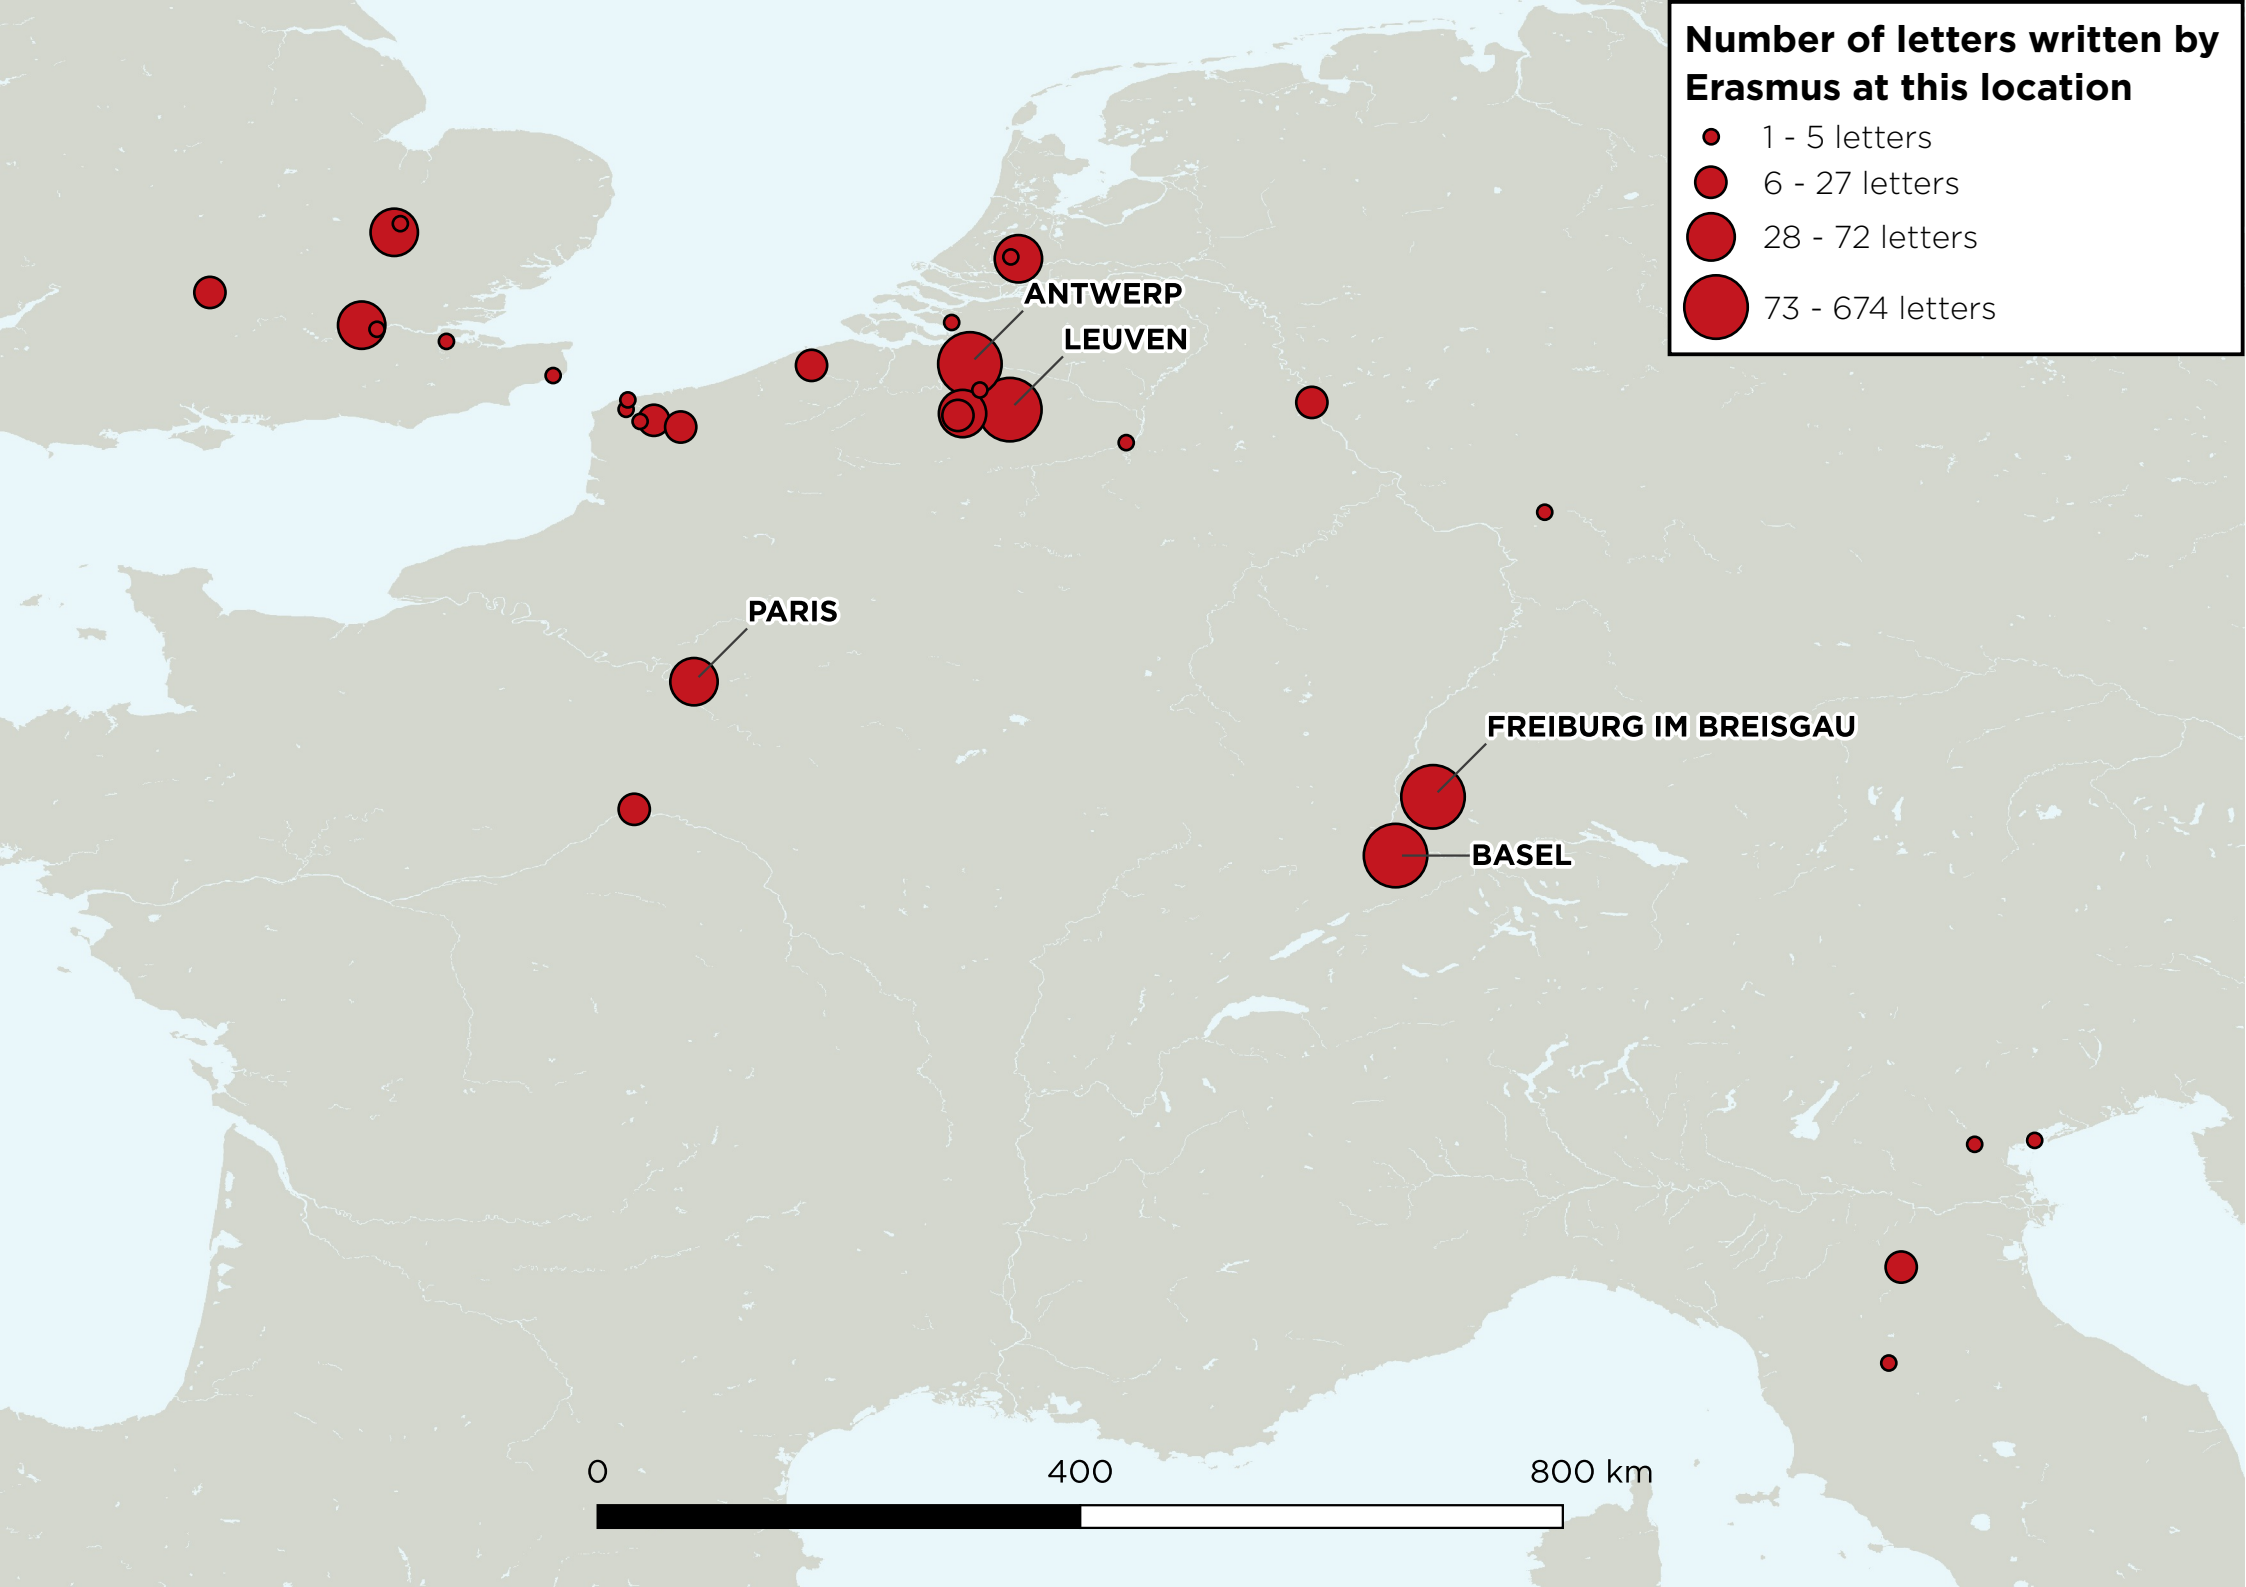 Number of letters written by
Erasmus at this location
1 - 5 letters
6 - 27 letters
28 - 72 letters
73 - 674 letters
ANTWERP
LEUVEN
PARIS
FREIBURG IM BREISGAU
BASEL
0 400 800 km